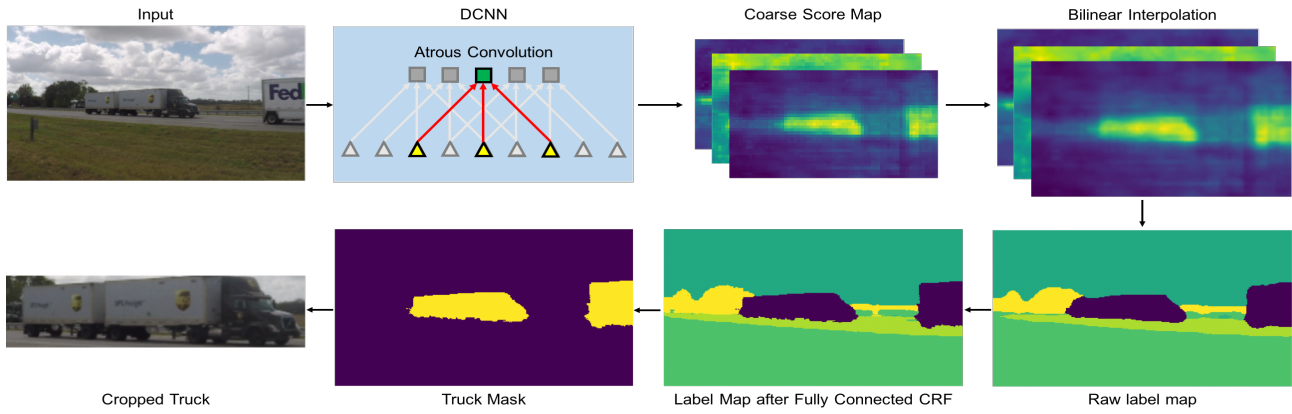 Input
DCNN
Coarse Score Map
Bilinear Interpolation
Atrous Convolution
Fed
Cropped Truck
Truck Mask
Label Map after Fully Connected CRF
Raw label map